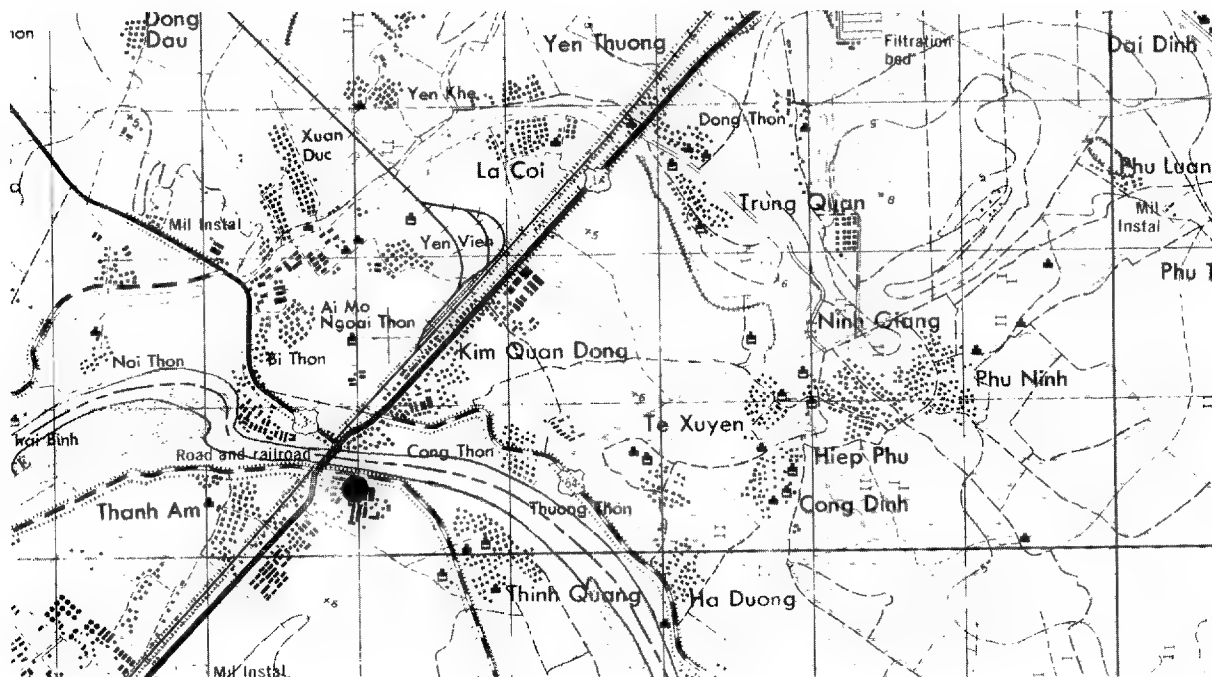 Dong
Dau
Yen Thuong
Filtration
bed
Dai Dinh
Yen Khe
Dong Thon
Xuan
Duc
La Coi
Phu Luan
Trung Quan
Mil Instal
Mil
Instal
Yen Vien
Phu T
Ai Mo
Ngoai Thon
Ninh Giang
Noi Thon
Bi Thon
Kim Quan Dong
Phu Ninh
Te Xuyen
Road and railroad
Cong Thon
Hiep Phu
Thanh Am
Thuong Thon
Cong Dinh
Thinh Quang
Ha Duong
Mil Instal